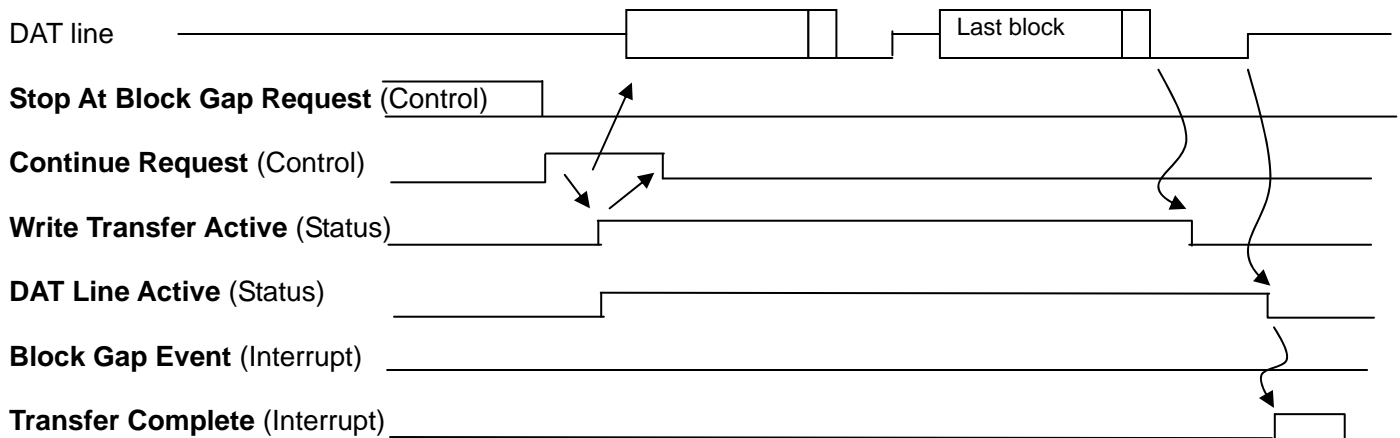 DAT line
Last block
Stop At Block Gap Request (Control)
Continue Request (Control)
Write Transfer Active (Status)
DAT Line Active (Status)
Block Gap Event (Interrupt)
Transfer Complete (Interrupt)